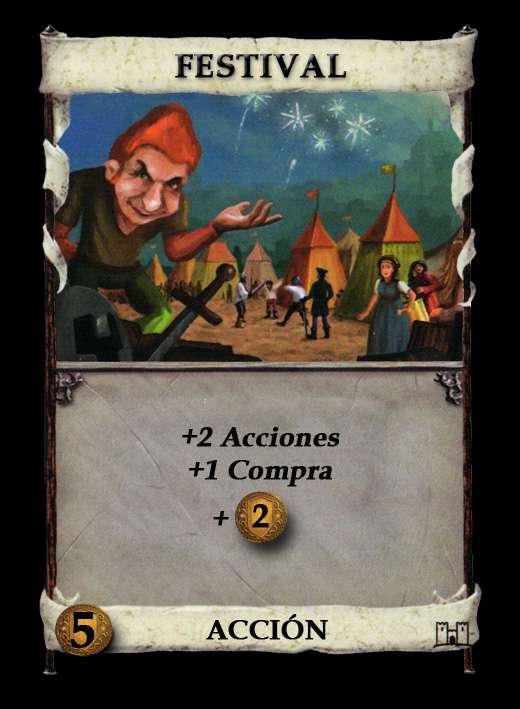 FESTIVAL
+2 Acciones
+1 Compra
+ 2
5
ACCIÓN